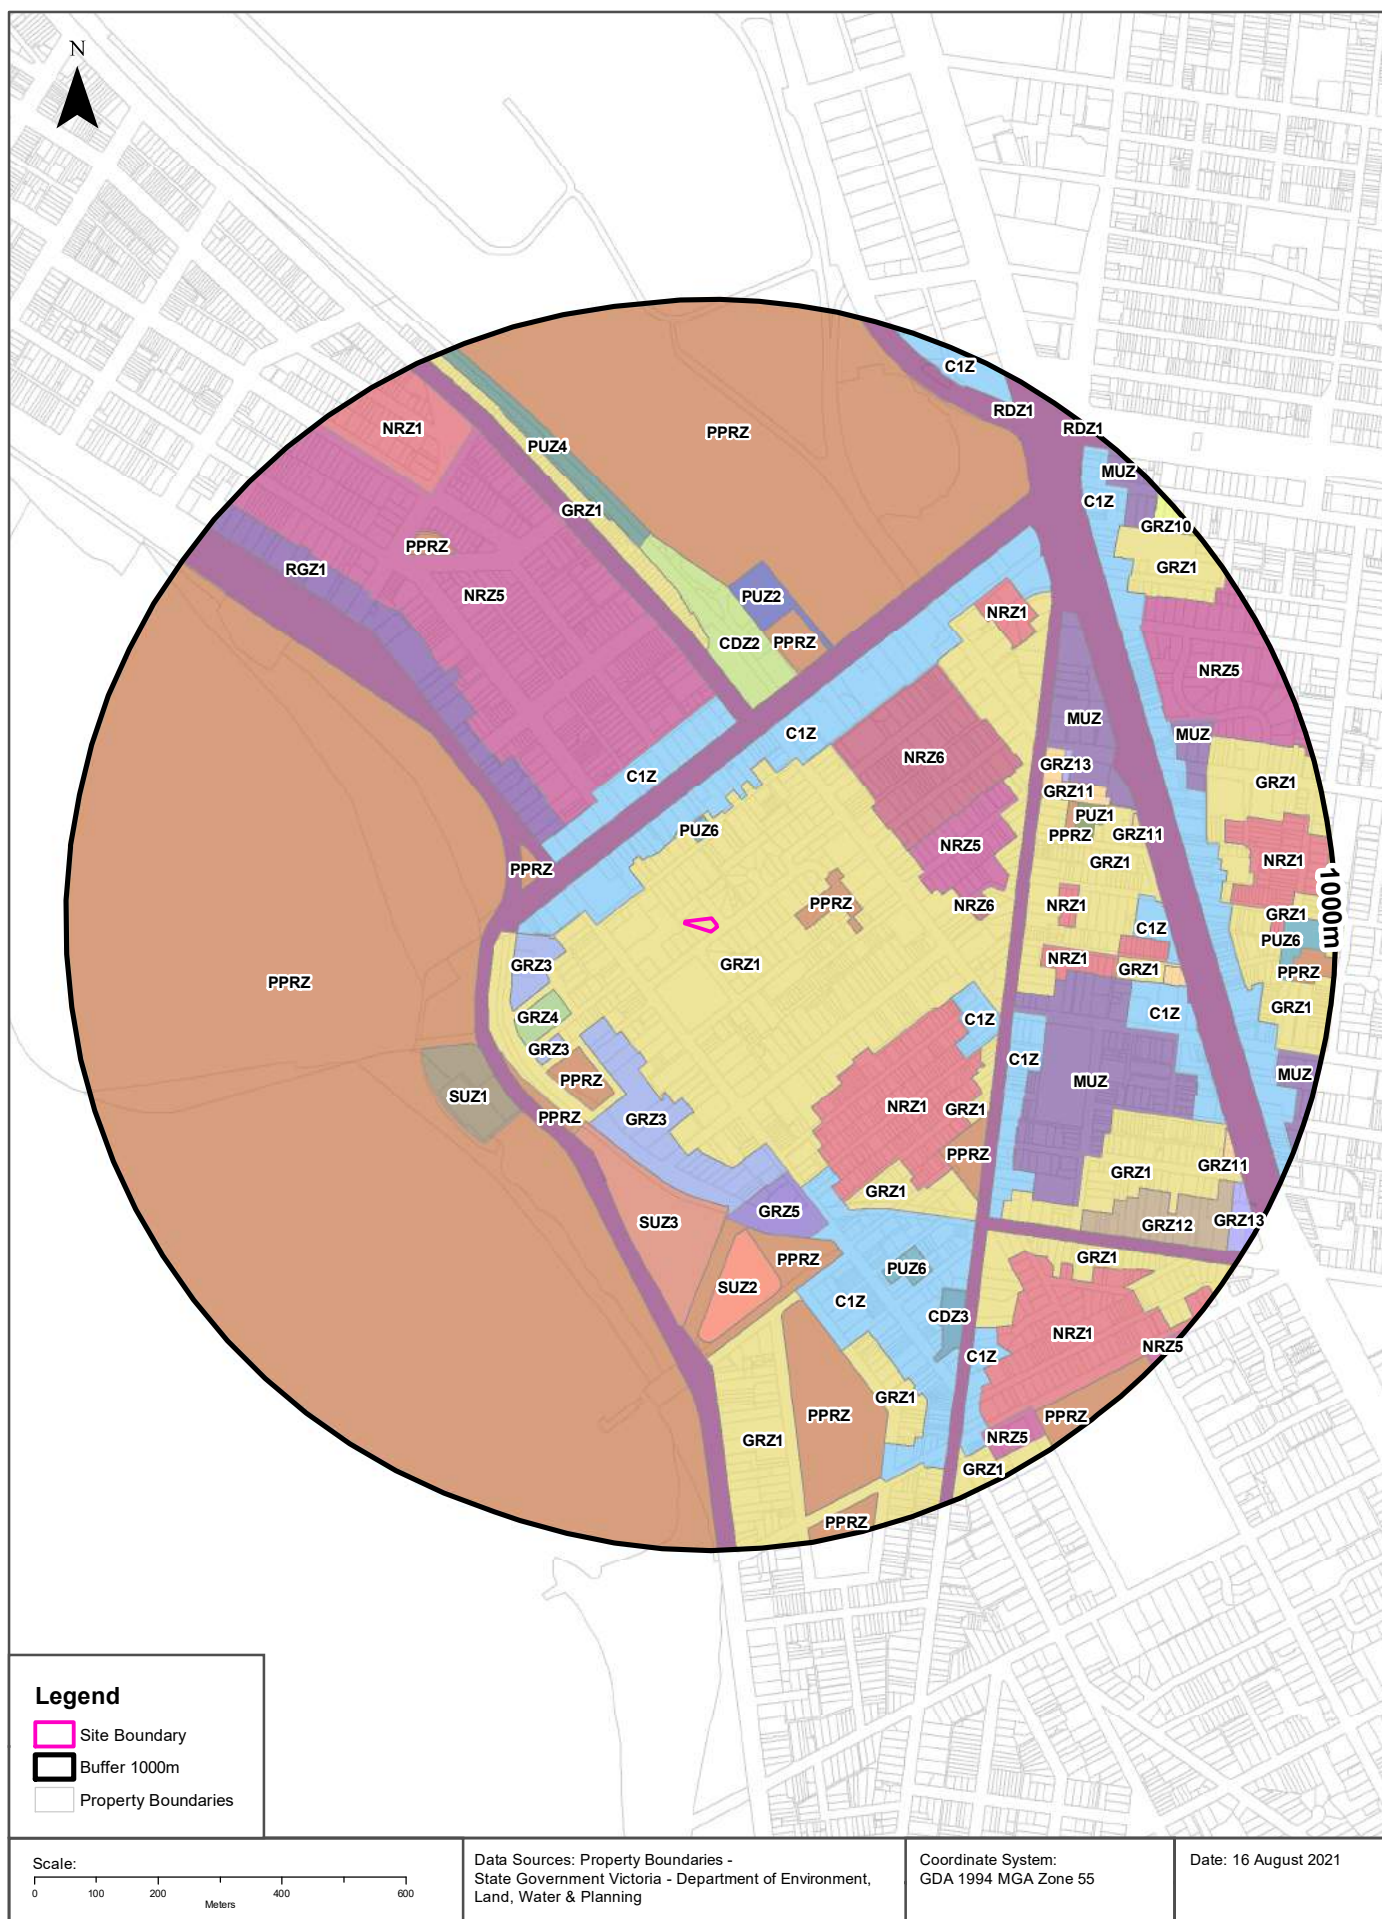 N
C1Z
RDZ1
NRZ1
RDZ1
PPRZ
PUZ4
MUZ
C1Z
GRZ1
GRZ10
PPRZ
GRZ1
RGZ1
NRZ5
PUZ2
NRZ1
CDZ2
PPRZ
NRZ5
MUZ
C1Z
MUZ
NRZ6
GRZ13
C1Z
GRZ1
GRZ11
PUZ1
PUZ6
PPRZ
GRZ11
NRZ5
GRZ1
NRZ1
PPRZ
PPRZ
NRZ6
NRZ1
1000m
GRZ1
C1Z
PUZ6
GRZ3
GRZ1
NRZ1
GRZ1
PPRZ
PPRZ
GRZ1
GRZ4
C1Z
C1Z
GRZ3
C1Z
PPRZ
MUZ
MUZ
SUZ1
NRZ1
GRZ1
PPRZ
GRZ3
PPRZ
GRZ1
GRZ11
GRZ1
GRZ5
SUZ3
GRZ12
GRZ13
PPRZ
GRZ1
PUZ6
SUZ2
C1Z
CDZ3
NRZ1
NRZ5
C1Z
GRZ1
PPRZ
PPRZ
GRZ1
NRZ5
GRZ1
PPRZ
Legend
Site Boundary
Buffer 1000m
Property Boundaries
Scale:
0 100 200 400 600
Meters
Data Sources: Property Boundaries -
State Government Victoria - Department of Environment,
Land, Water & Planning
Coordinate System:
GDA 1994 MGA Zone 55
Date: 16 August 2021